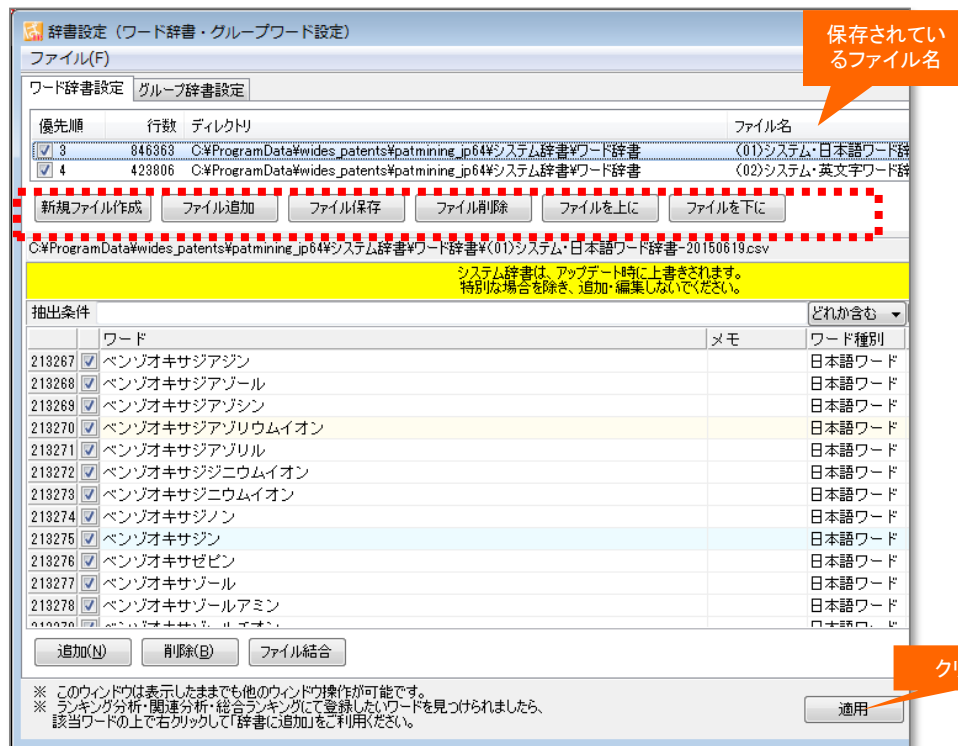 辞書設定（ワード辞書・グループワード設定）
保存されてい
るファイル名
ファイル(F)
ワード辞書設定 グループ辞書設定
優先順 行数 ディレクトリ ファイル名
3 846363 C:¥ProgramData¥wides_patents¥patmining_jp64¥システム辞書¥ワード辞書 (01)システム・日本語ワード辞
4 423806 C:¥ProgramData¥wides_patents¥patmining_jp64¥システム辞書¥ワード辞書 (02)システム・英文字ワード辞
新規ファイル作成 ファイル追加 ファイル保存 ファイル削除 ファイルを上に ファイルを下に
C:¥ProgramData¥wides_patents¥patmining_jp64¥システム辞書¥ワード辞書¥(01)システム・日本語ワード辞書-20150619.csv
システム辞書は、アップデート時に上書きされます。
特別な場合を除き、追加・編集しないでください。
抽出条件 どれか含む
ワード メモ ワード種別
213267 ベンゾオキサジアジン 日本語ワード
213268 ベンゾオキサジアゾール 日本語ワード
213269 ベンゾオキサジアゾシン 日本語ワード
213270 ベンゾオキサジアゾリウムイオン 日本語ワード
213271 ベンゾオキサジアゾリル 日本語ワード
213272 ベンゾオキサジジニウムイオン 日本語ワード
213273 ベンゾオキサジニウムイオン 日本語ワード
213274 ベンゾオキサジノン 日本語ワード
213275 ベンゾオキサジン 日本語ワード
213276 ベンゾオキサゼピン 日本語ワード
213277 ベンゾオキサゾール 日本語ワード
213278 ベンゾオキサゾールアミン 日本語ワード
追加(N) 削除(B) ファイル結合
※ このウィンドウは表示したままでも他のウィンドウ操作が可能です。
※ ランキング分析・関連分析・総合ランキングにて登録したいワードを見つけられましたら、
該当ワードの上で右クリックして「辞書に追加」をご利用ください。
適用